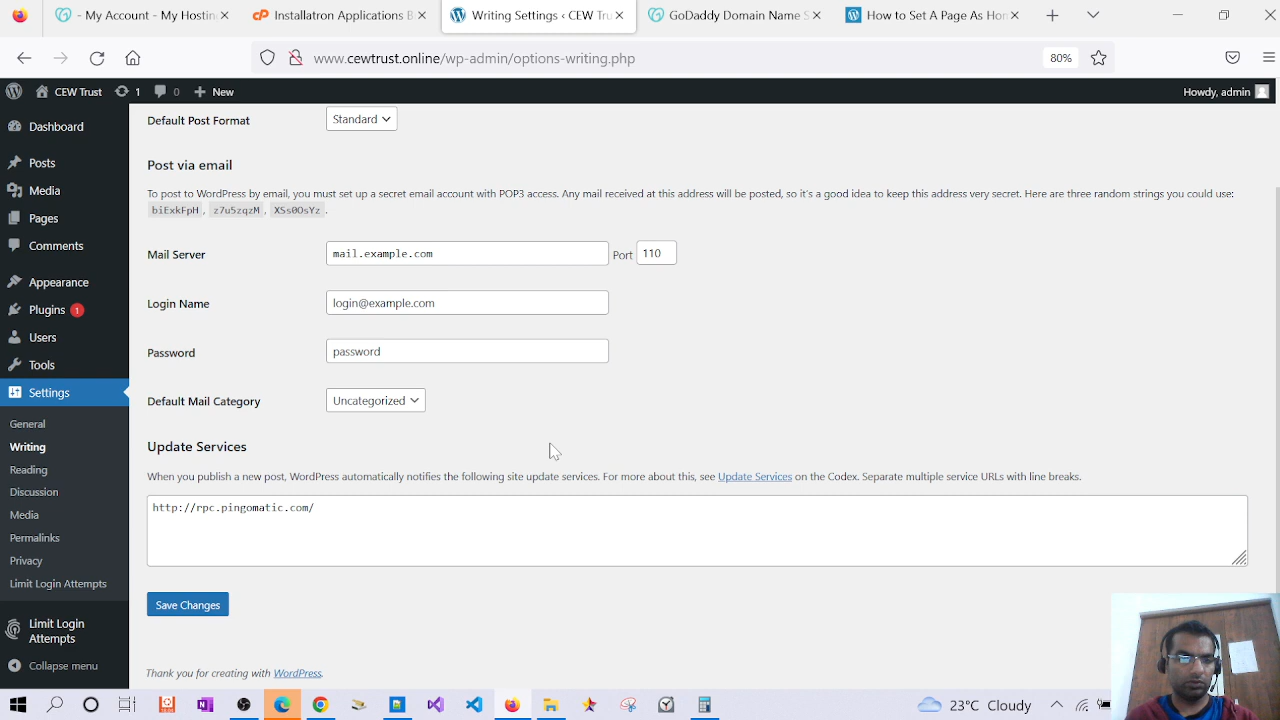 - My Account - My Hosting
Installatron Applications B
Writing Settings ‹ CEW Tru
GoDaddy Domain Name S
How to Set A Page As Hom
www.cewtrust.online/wp-admin/options-writing.php
80%
CEW Trust
1
0
New
Howdy, admin
Dashboard
Posts
Media
Pages
Comments
Appearance
Plugins 1
Users
Tools
Settings
General
Writing
Reading
Discussion
Media
Permalinks
Privacy
Limit Login Attempts
Limit Login
Attempts
Collapse menu
Default Post Format
Standard
Post via email
To post to WordPress by email, you must set up a secret email account with POP3 access. Any mail received at this address will be posted, so it's a good idea to keep this address very secret. Here are three random strings you could use:
biExkFpH , z7u5zqzM , XSs0OsYz .
Mail Server
mail.example.com
Port 110
Login Name
login@example.com
Password
password
Default Mail Category
Uncategorized
Update Services
When you publish a new post, WordPress automatically notifies the following site update services. For more about this, see Update Services on the Codex. Separate multiple service URLs with line breaks.
http://rpc.pingomatic.com/
Save Changes
Thank you for creating with WordPress.
23°C Cloudy